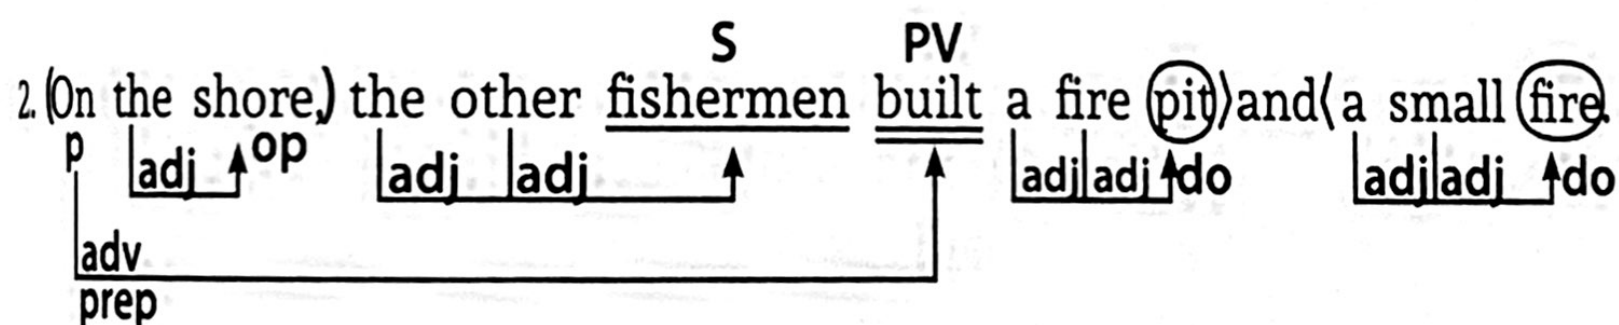 S PV
2. (On the shore,) the other fishermen built a fire pit⟩and⟨a small fire.
p adj op adj adj adj adj do adj adj do
adv
prep